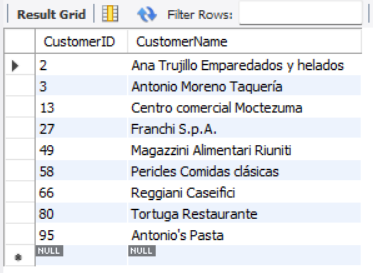 Result Grid Filter Rows:
CustomerID CustomerName
2 Ana Trujillo Emparedados y helados
3 Antonio Moreno Taquería
13 Centro comercial Moctezuma
27 Franchi S.p.A.
49 Magazzini Alimentari Riuniti
58 Pericles Comidas clásicas
66 Reggiani Caseifici
80 Tortuga Restaurante
95 Antonio's Pasta
NULL NULL